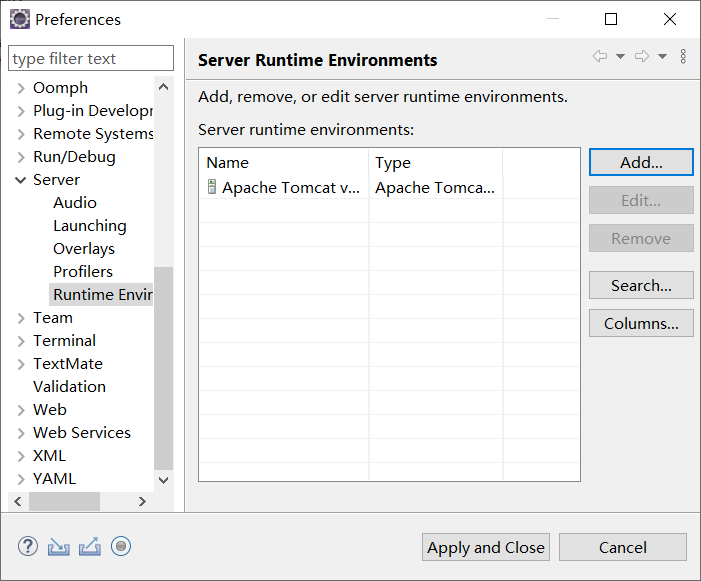 Preferences
type filter text
Oomph
Plug-in Developr
Remote Systems
Run/Debug
Server
Audio
Launching
Overlays
Profilers
Runtime Envir
Team
Terminal
TextMate
Validation
Web
Web Services
XML
YAML
Server Runtime Environments
Add, remove, or edit server runtime environments.
Server runtime environments:
Name Type
Apache Tomcat v... Apache Tomca...
Add...
Edit...
Remove
Search...
Columns...
?
Apply and Close Cancel